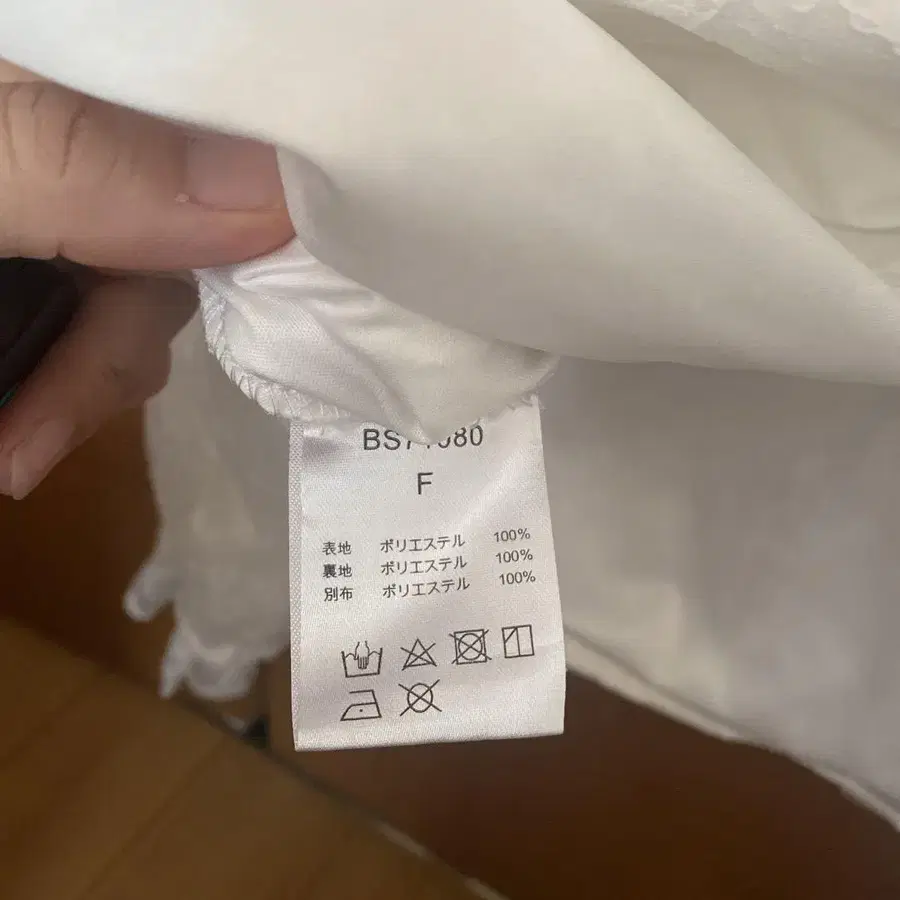 F
表地 ポリエステル 100%
裏地 ポリエステル 100%
別布 ポリエステル 100%